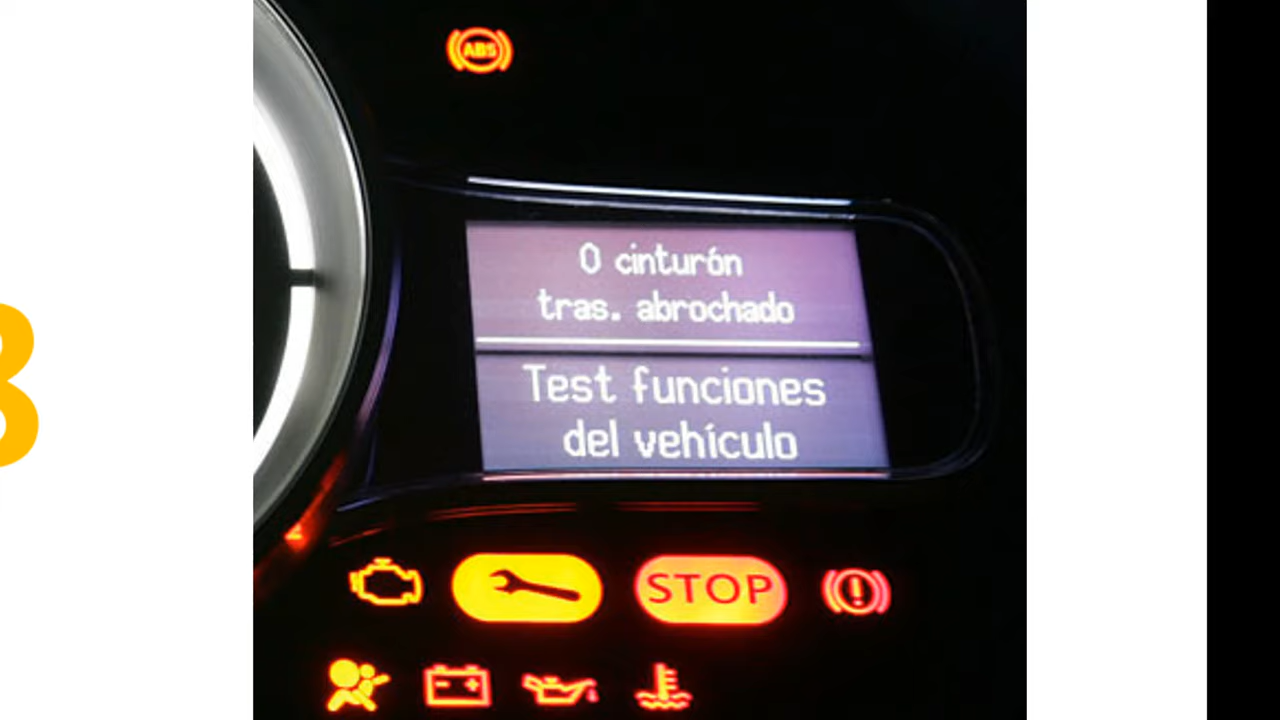 ABS
0 cinturón
tras. abrochado
Test funciones
del vehículo
STOP